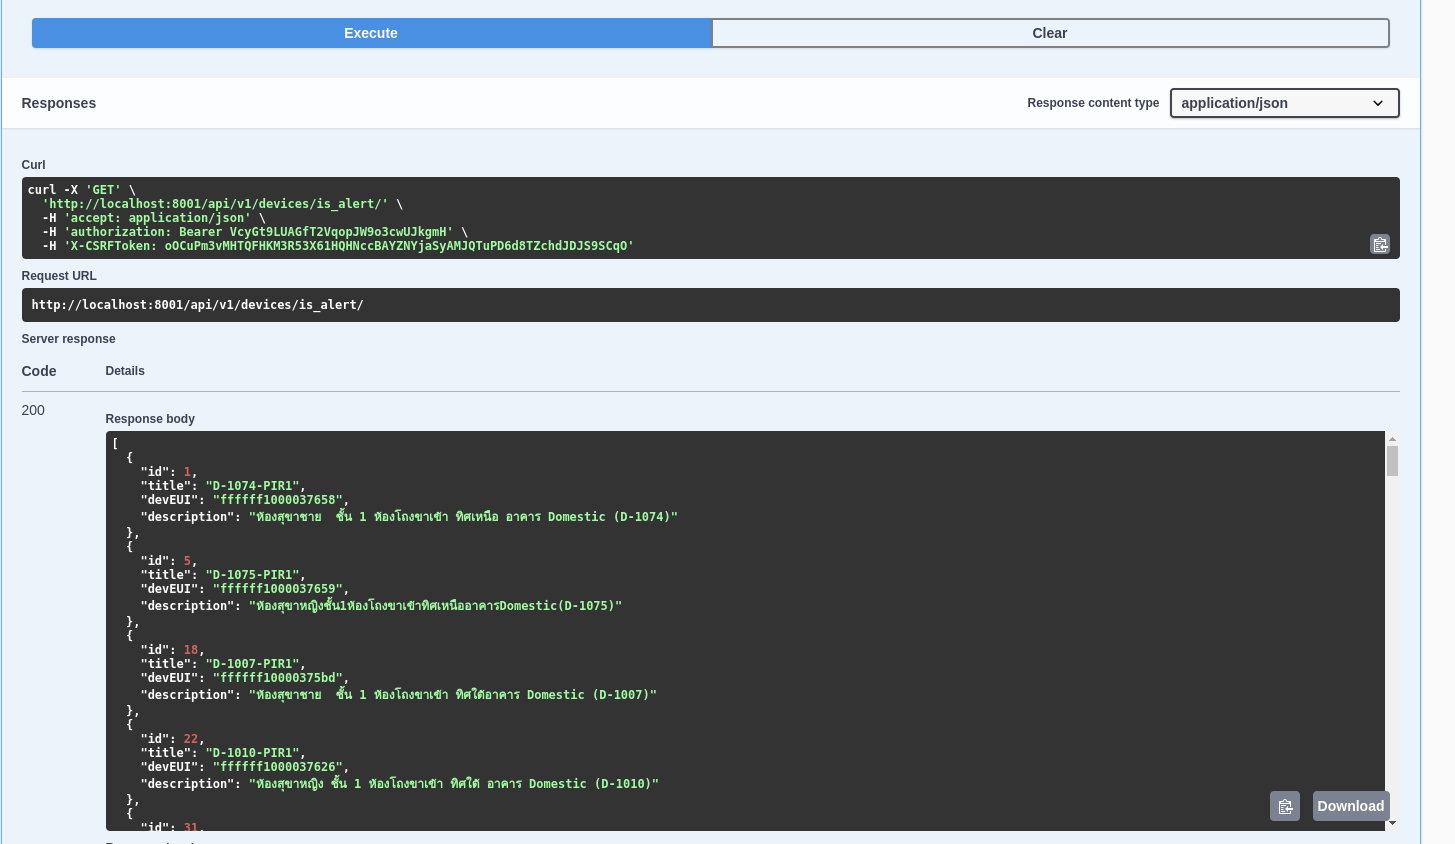 Execute
Clear
Responses
Response content type
application/json
Curl
curl -X 'GET' \
'http://localhost:8001/api/v1/devices/is_alert/' \
-H 'accept: application/json' \
-H 'authorization: Bearer VcyGt9LUAGfT2VqopJW9o3cwUJkgmH' \
-H 'X-CSRFToken: oOCuPm3vMHTQFHKM3R53X61HQHNccBAYZNYjaSyAMJQTuPD6d8TZchdJDJS9SCqO'
Request URL
http://localhost:8001/api/v1/devices/is_alert/
Server response
Code
Details
200
Response body
[
{
"id": 1,
"title": "D-1074-PIR1",
"devEUI": "ffffff1000037658",
"description": "ห้องสุขาชาย  ชั้น 1 ห้องโถงขาเข้า ทิศเหนือ อาคาร Domestic (D-1074)"
},
{
"id": 5,
"title": "D-1075-PIR1",
"devEUI": "ffffff1000037659",
"description": "ห้องสุขาหญิงชั้น1ห้องโถงขาเข้าทิศเหนืออาคารDomestic(D-1075)"
},
{
"id": 18,
"title": "D-1007-PIR1",
"devEUI": "ffffff10000375bd",
"description": "ห้องสุขาชาย  ชั้น 1 ห้องโถงขาเข้า ทิศใต้อาคาร Domestic (D-1007)"
},
{
"id": 22,
"title": "D-1010-PIR1",
"devEUI": "ffffff1000037626",
"description": "ห้องสุขาหญิง ชั้น 1 ห้องโถงขาเข้า ทิศใต้ อาคาร Domestic (D-1010)"
},
{
"id": 31,
Download